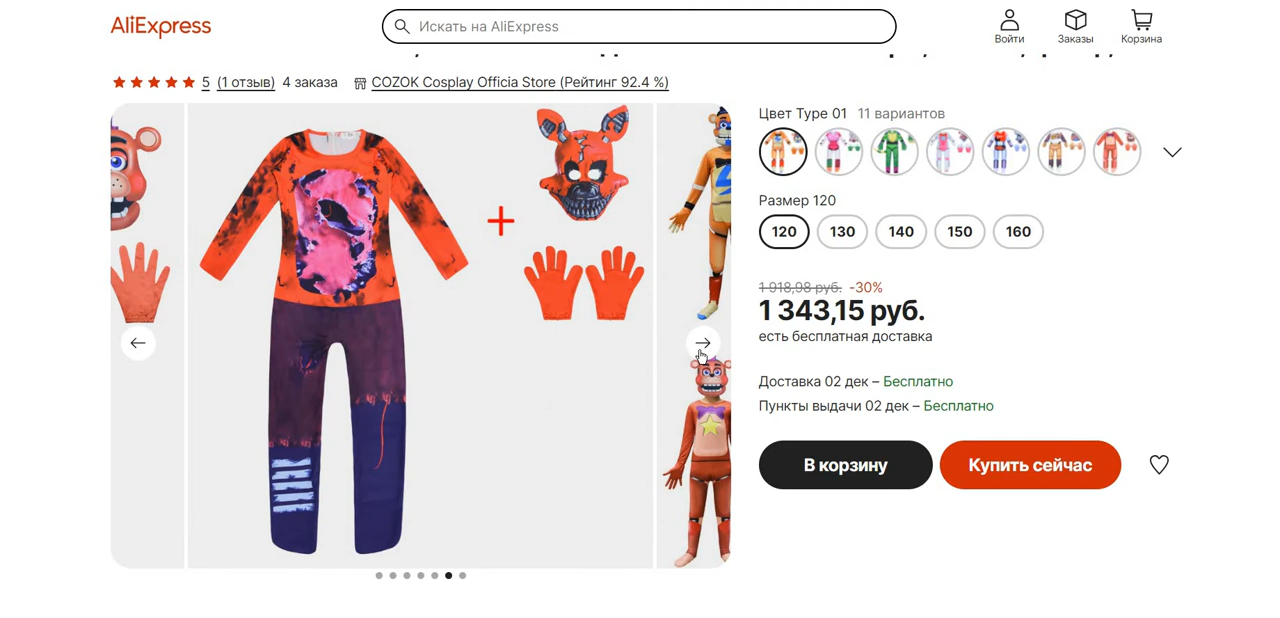 AliExpress
Искать на AliExpress
Войти
Заказы
Корзина
5 (1 отзыв) 4 заказа COZOK Cosplay Officia Store (Рейтинг 92.4 %)
Цвет Type 01 11 вариантов
Размер 120
120 130 140 150 160
1 918,98 руб. -30%
1 343,15 руб.
есть бесплатная доставка
Доставка 02 дек – Бесплатно
Пункты выдачи 02 дек – Бесплатно
В корзину
Купить сейчас